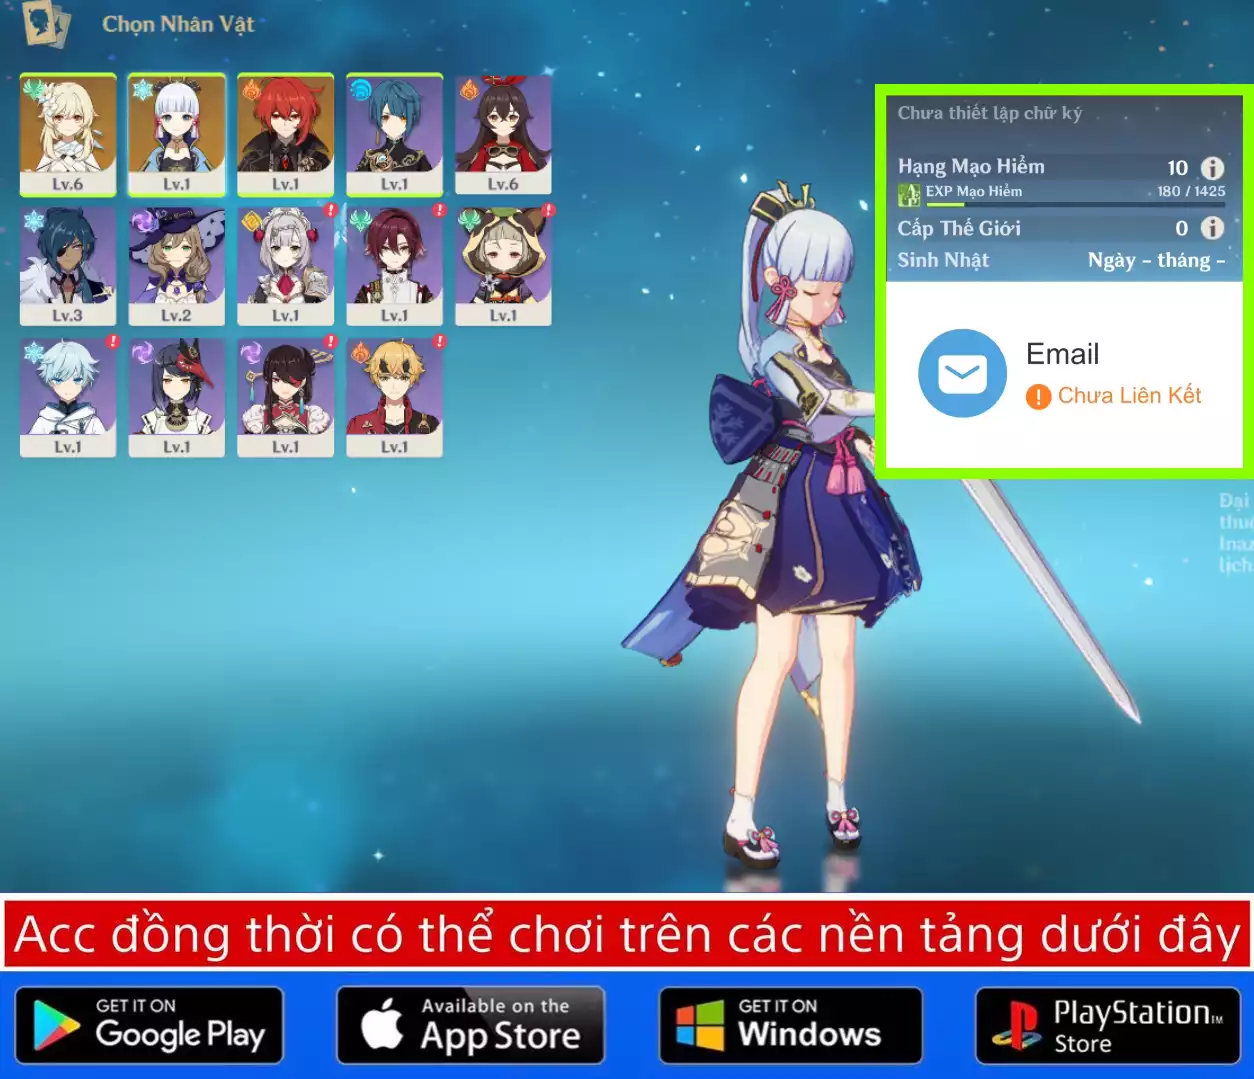 Chọn Nhân Vật
Lv.6
Lv.1
Lv.1
Lv.1
Lv.6
Lv.3
Lv.2
Lv.1
Lv.1
Lv.1
Lv.1
Lv.1
Lv.1
Lv.1
Chưa thiết lập chữ ký
Hạng Mạo Hiểm 10
EXP Mạo Hiểm 180 / 1425
Cấp Thế Giới 0
Sinh Nhật Ngày - tháng -
Email
Chưa Liên Kết
Đại
Inaz
lịch
Acc đồng thời có thể chơi trên các nền tảng dưới đây
GET IT ON
Google Play
Available on the
App Store
GET IT ON
Windows
PlayStation™
Store